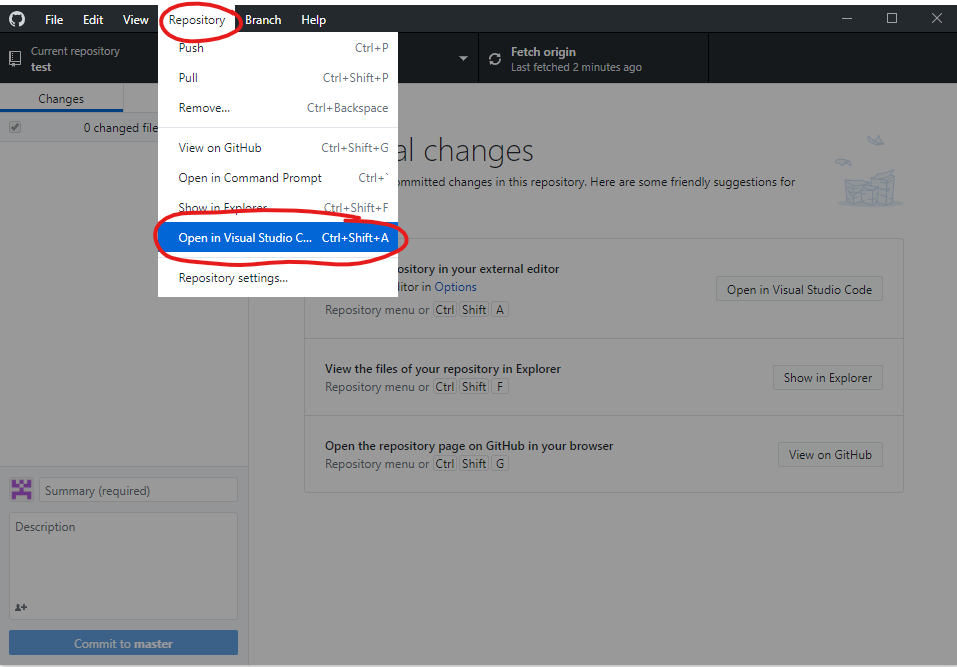 File Edit View Repository Branch Help
Current repository
test
Fetch origin
Last fetched 2 minutes ago
Push Ctrl+P
Pull Ctrl+Shift+P
Remove... Ctrl+Backspace
View on GitHub Ctrl+Shift+G
Open in Command Prompt Ctrl+`
Show in Explorer Ctrl+Shift+F
Open in Visual Studio C... Ctrl+Shift+A
Repository settings...
Changes
0 changed file
al changes
ommitted changes in this repository. Here are some friendly suggestions for
ository in your external editor
itor in Options
Repository menu or Ctrl Shift A
Open in Visual Studio Code
View the files of your repository in Explorer
Repository menu or Ctrl Shift F
Show in Explorer
Open the repository page on GitHub in your browser
Repository menu or Ctrl Shift G
View on GitHub
Summary (required)
Description
Commit to master